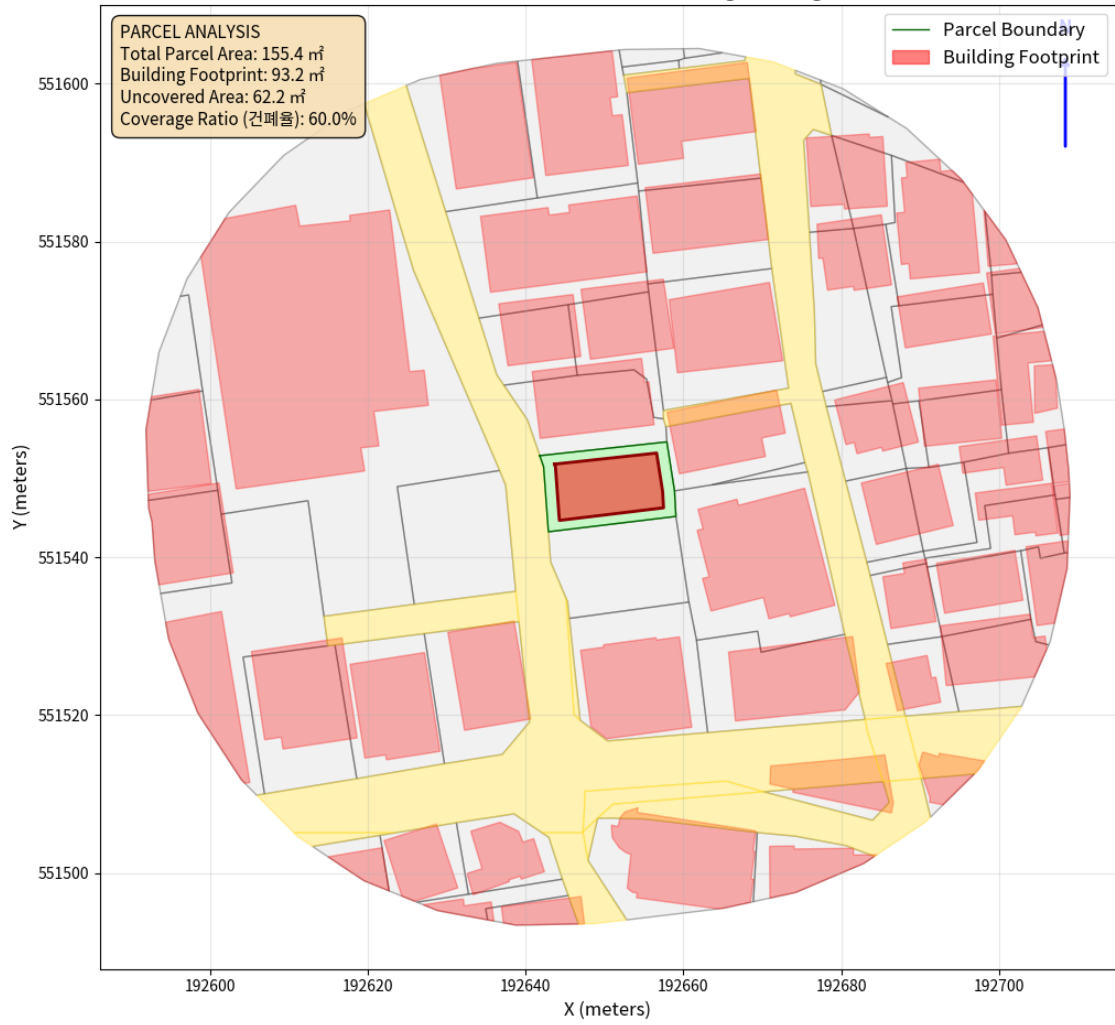 PARCEL ANALYSIS
Total Parcel Area: 155.4 ㎡
Building Footprint: 93.2 ㎡
Uncovered Area: 62.2 ㎡
Coverage Ratio (건폐율): 60.0%
Parcel Boundary
Building Footprint
N
551600
551580
551560
551540
551520
551500
Y (meters)
192600
192620
192640
192660
192680
192700
X (meters)